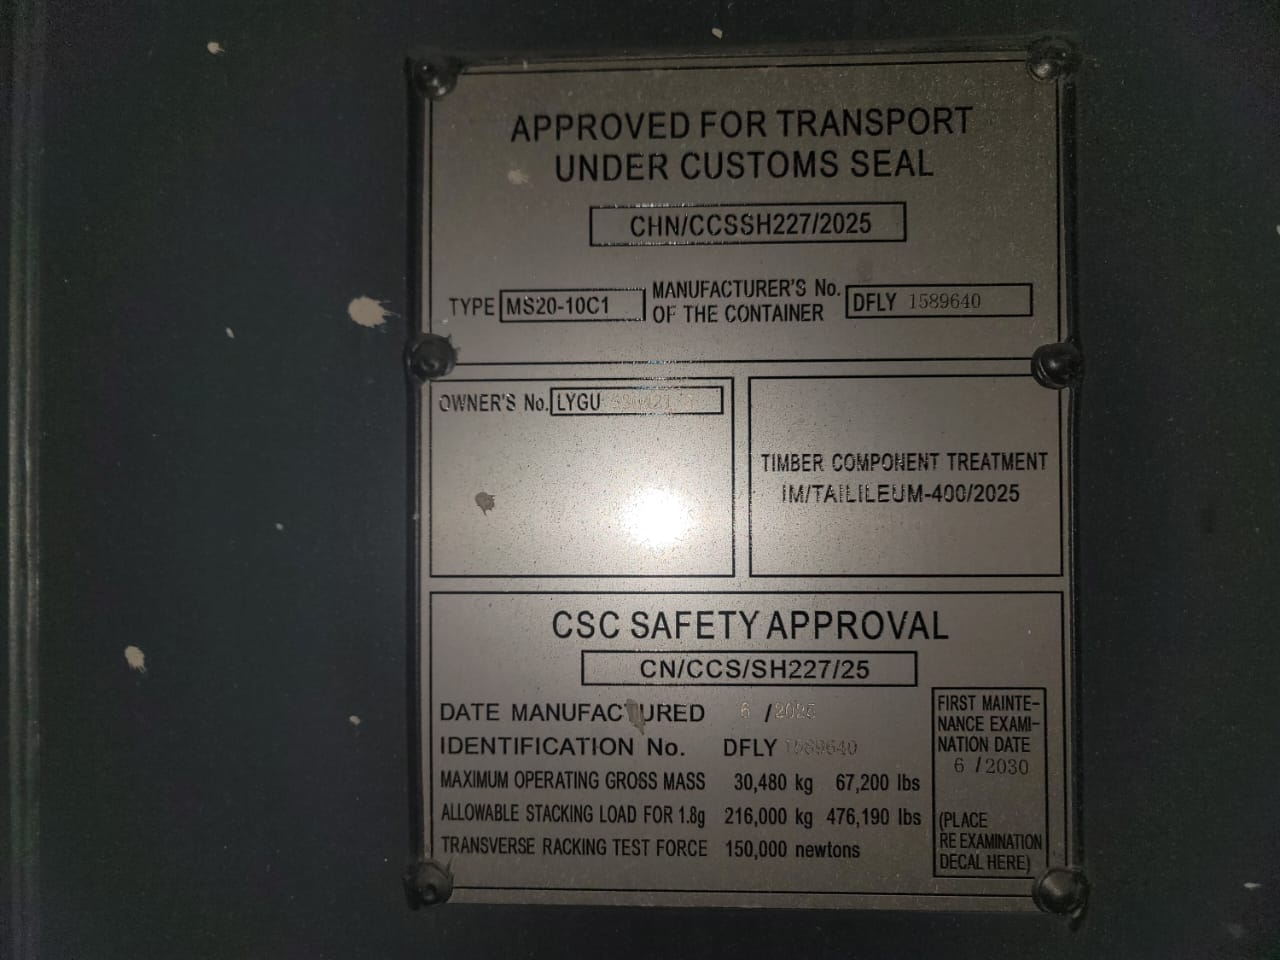 APPROVED FOR TRANSPORT
UNDER CUSTOMS SEAL
CHN/CCSSH227/2025
TYPE MS20-10C1 MANUFACTURER'S No. OF THE CONTAINER DFLY 1589640
OWNER'S No. LYGU
TIMBER COMPONENT TREATMENT
IM/TAILILEUM-400/2025
CSC SAFETY APPROVAL
CN/CCS/SH227/25
DATE MANUFACTURED 6 / 2025
IDENTIFICATION No. DFLY 1589640
MAXIMUM OPERATING GROSS MASS 30,480 kg 67,200 lbs
ALLOWABLE STACKING LOAD FOR 1.8g 216,000 kg 476,190 lbs
TRANSVERSE RACKING TEST FORCE 150,000 newtons
FIRST MAINTE-
NANCE EXAMI-
NATION DATE
6 / 2030
(PLACE
RE EXAMINATION
DECAL HERE)